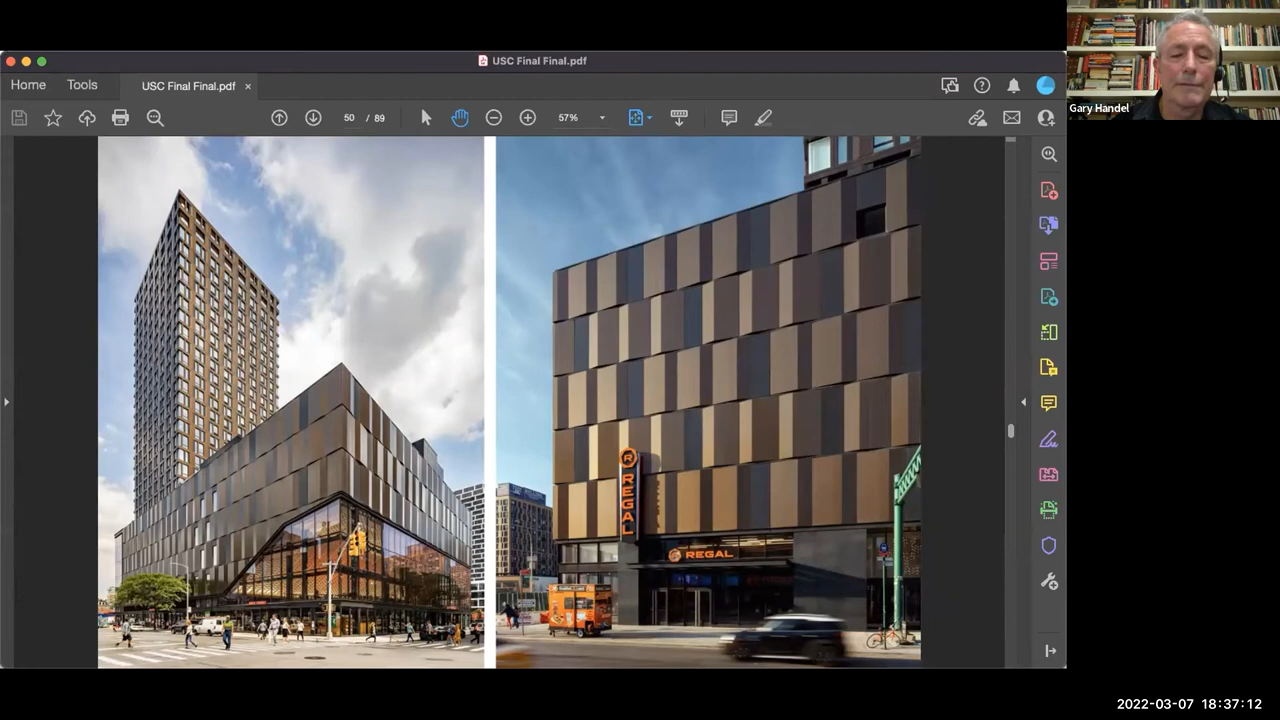 USC Final Final.pdf
Home
Tools
USC Final Final.pdf ×
50
89
57%
Gary Handel
REGAL
REGAL
2022-03-07 18:37:12